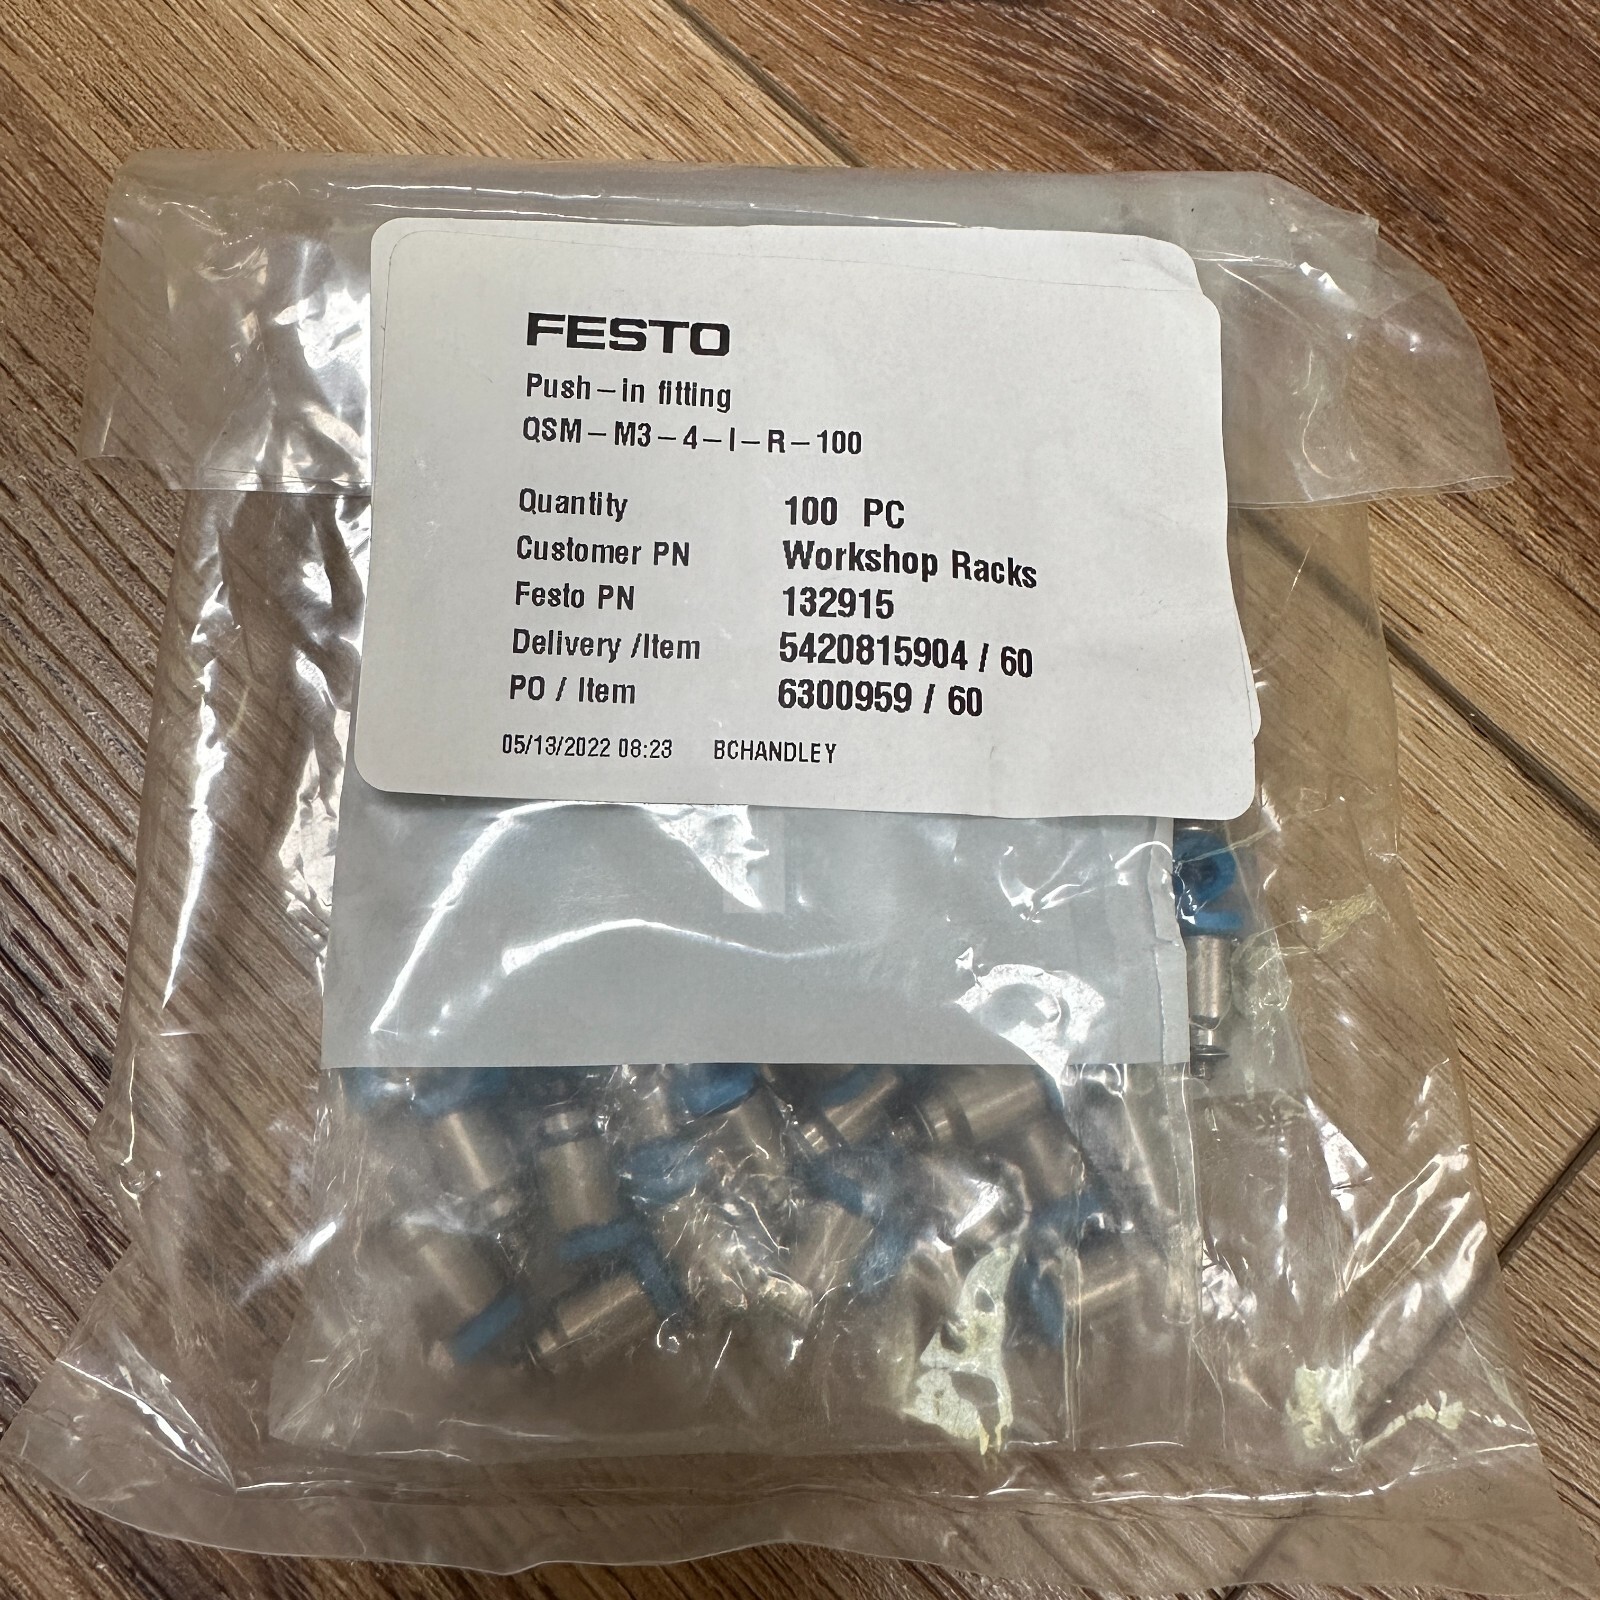 FESTO
Push-in fitting
QSM-M3-4-I-R-100
Quantity 100 PC
Customer PN Workshop Racks
Festo PN 132915
Delivery /Item 5420815904 / 60
PO / Item 6300959 / 60
05/13/2022 08:23 BCHANDLEY